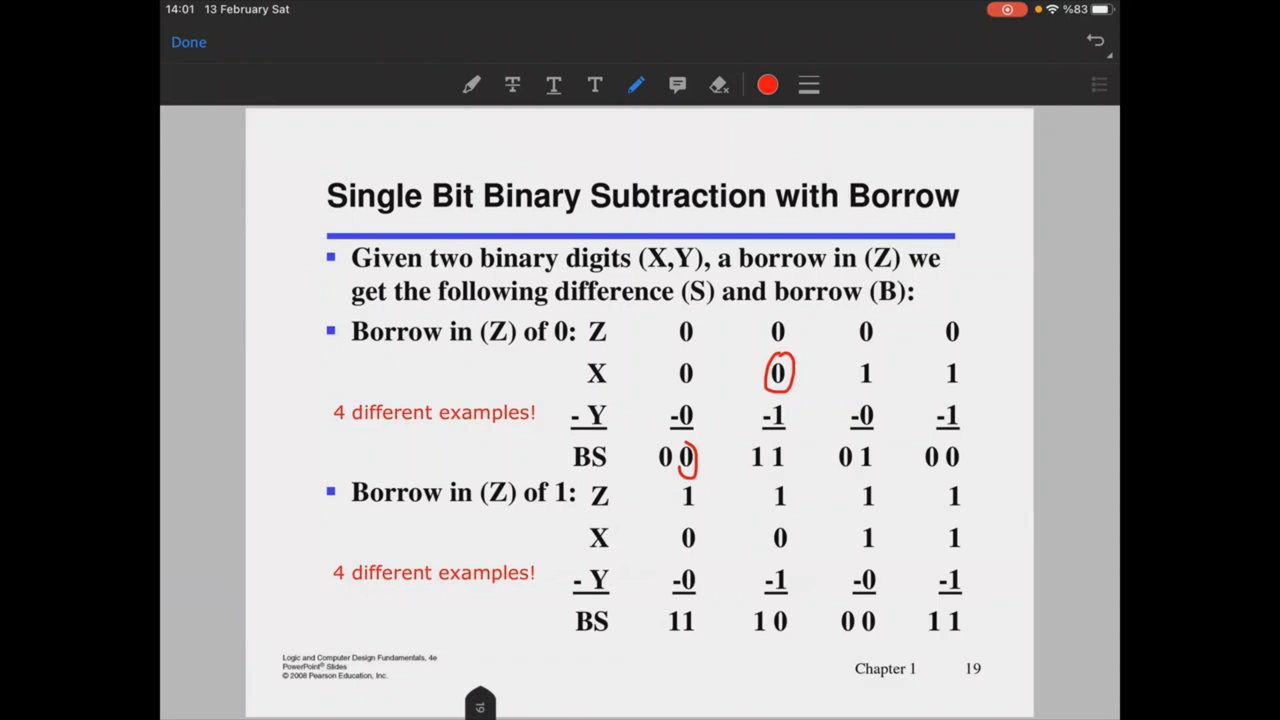 14:01 13 February Sat
%83
Done
T T T
Single Bit Binary Subtraction with Borrow
Given two binary digits (X,Y), a borrow in (Z) we
get the following difference (S) and borrow (B):
Borrow in (Z) of 0: Z 0 0 0 0
X 0 0 1 1
4 different examples! - Y -0 -1 -0 -1
BS 0 0 1 1 0 1 0 0
Borrow in (Z) of 1: Z 1 1 1 1
X 0 0 1 1
4 different examples! - Y -0 -1 -0 -1
BS 11 1 0 0 0 1 1
Logic and Computer Design Fundamentals, 4e
PowerPoint® Slides
© 2008 Pearson Education, Inc.
Chapter 1 19
19